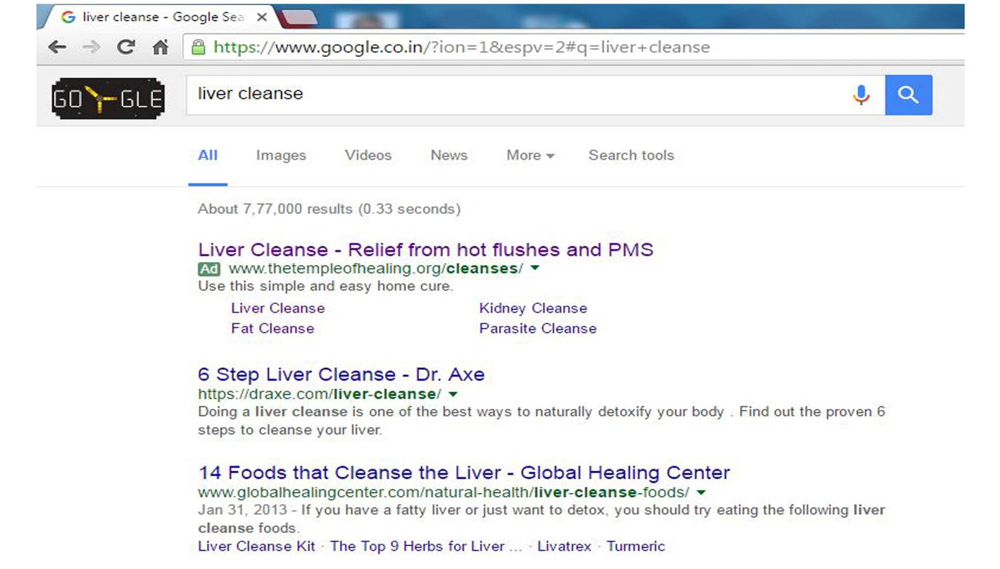 liver cleanse - Google Sea
https://www.google.co.in/?ion=1&espv=2#q=liver+cleanse
GO GLE
liver cleanse
All Images Videos News More Search tools
About 7,77,000 results (0.33 seconds)
Liver Cleanse - Relief from hot flushes and PMS
Ad www.thetempleofhealing.org/cleanses/
Use this simple and easy home cure.
Liver Cleanse Kidney Cleanse
Fat Cleanse Parasite Cleanse
6 Step Liver Cleanse - Dr. Axe
https://draxe.com/liver-cleanse/
Doing a liver cleanse is one of the best ways to naturally detoxify your body . Find out the proven 6
steps to cleanse your liver.
14 Foods that Cleanse the Liver - Global Healing Center
www.globalhealingcenter.com/natural-health/liver-cleanse-foods/
Jan 31, 2013 - If you have a fatty liver or just want to detox, you should try eating the following liver
cleanse foods.
Liver Cleanse Kit · The Top 9 Herbs for Liver ... · Livatrex · Turmeric